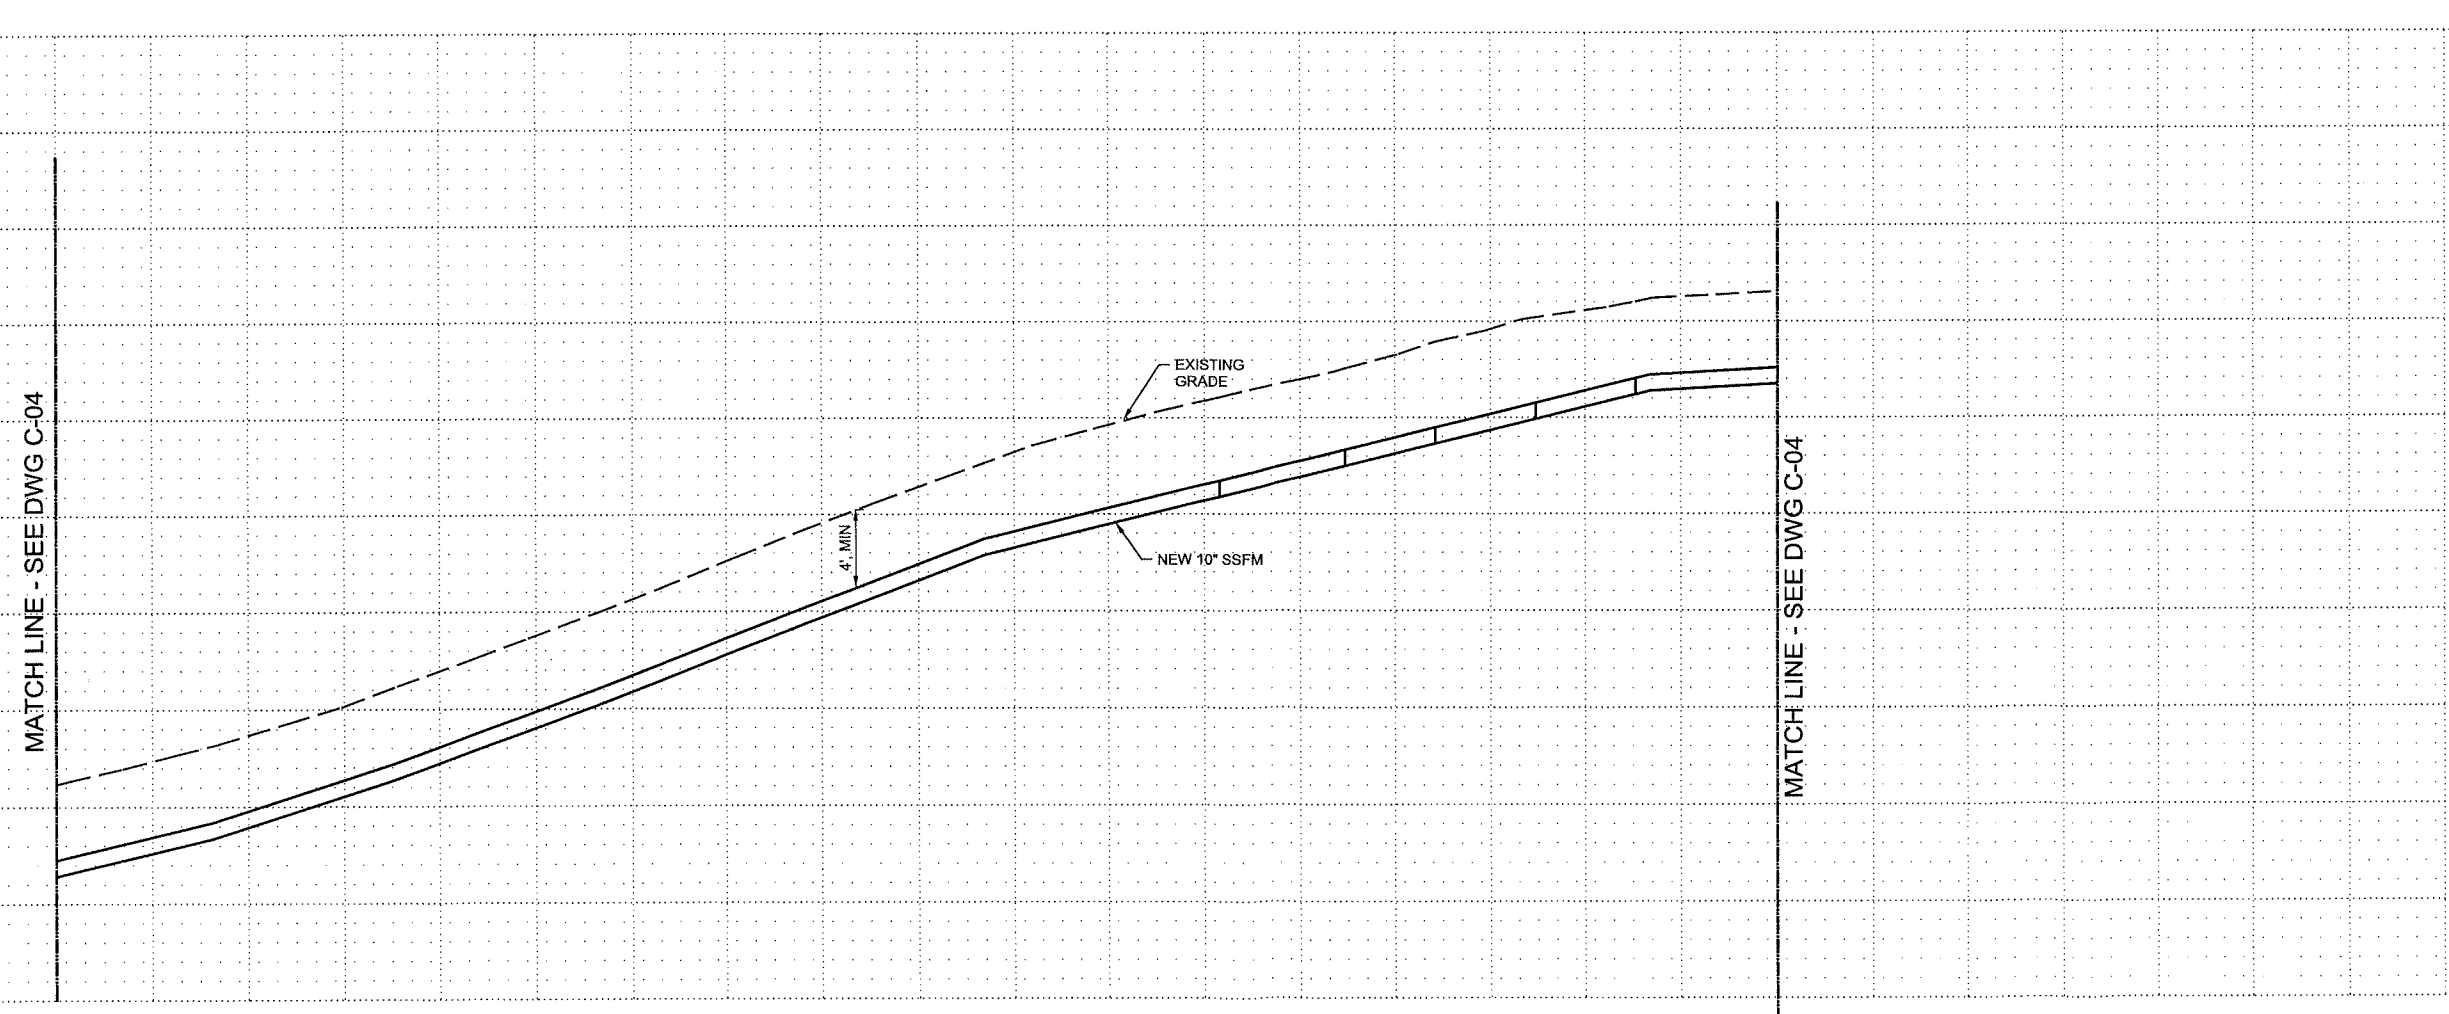 MATCH LINE - SEE DWG C-04
EXISTING
GRADE
4', MIN
NEW 10" SSFM
MATCH LINE - SEE DWG C-04